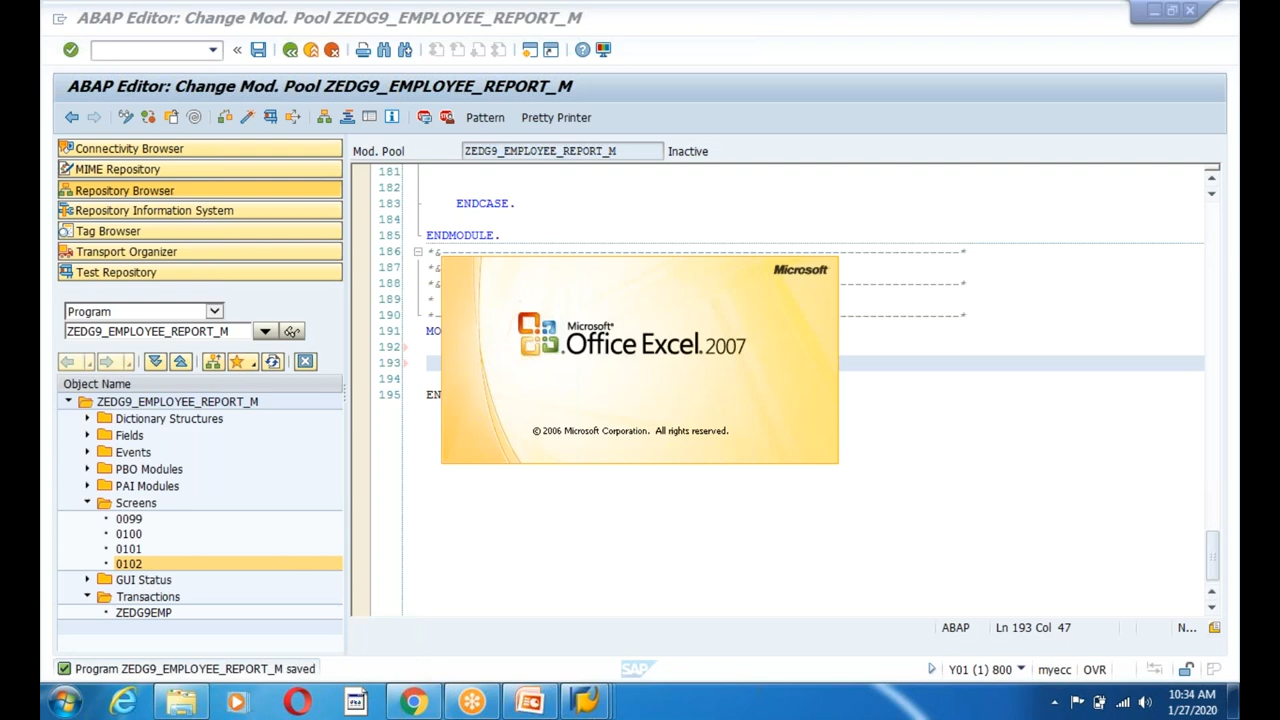 ABAP Editor: Change Mod. Pool ZEDG9_EMPLOYEE_REPORT_M
ABAP Editor: Change Mod. Pool ZEDG9_EMPLOYEE_REPORT_M
Pattern Pretty Printer
Connectivity Browser
MIME Repository
Repository Browser
Repository Information System
Tag Browser
Transport Organizer
Test Repository
Program
ZEDG9_EMPLOYEE_REPORT_M
Object Name
ZEDG9_EMPLOYEE_REPORT_M
Dictionary Structures
Fields
Events
PBO Modules
PAI Modules
Screens
0099
0100
0101
0102
GUI Status
Transactions
ZEDG9EMP
Mod. Pool ZEDG9_EMPLOYEE_REPORT_M Inactive
181
182
183 ENDCASE.
184
185 ENDMODULE.
186 *&---------------------------------------------------------------------*
187 *&
188 *&
189 *
190 *
191 MO
192
193
194
195 EN
Microsoft
Microsoft®
Office Excel 2007
© 2006 Microsoft Corporation. All rights reserved.
ABAP Ln 193 Col 47 N...
Program ZEDG9_EMPLOYEE_REPORT_M saved
SAP
Y01 (1) 800 myecc OVR
10:34 AM
1/27/2020